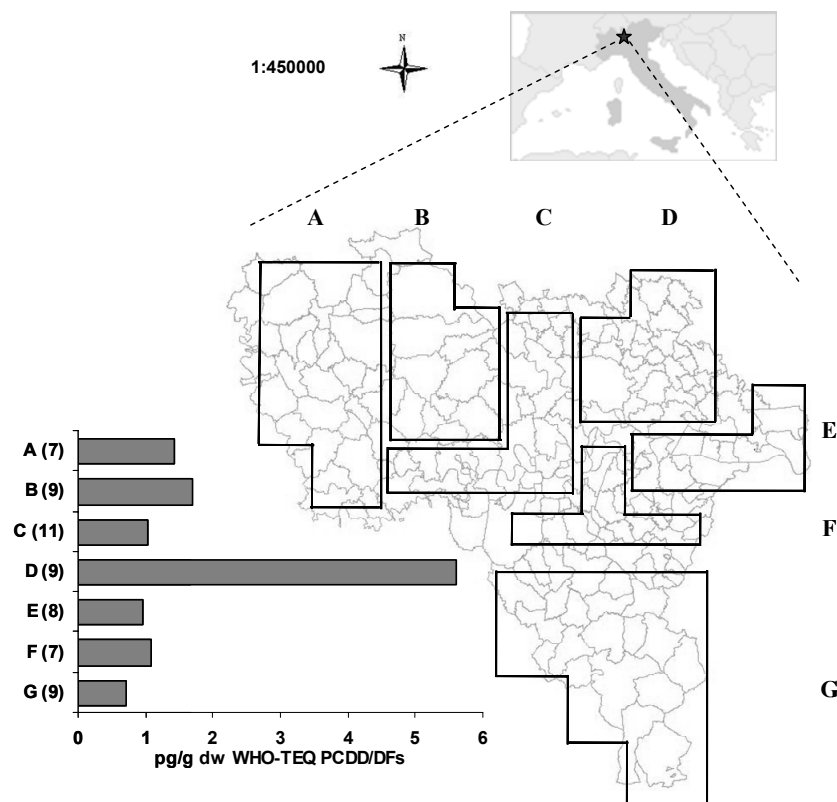 N
1:450000
A B C D
E
F
G
A (7)
B (9)
C (11)
D (9)
E (8)
F (7)
G (9)
0 1 2 3 4 5 6
pg/g dw WHO-TEQ PCDD/DFs